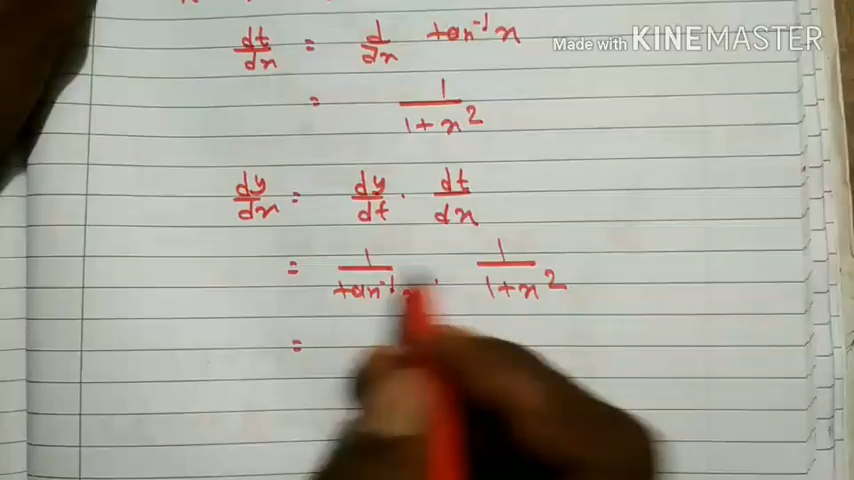 dt/dx = d/dx tan⁻¹ x
Made with KINEMASTER
= 1/(1+x²)
dy/dx = dy/dt · dt/dx
= 1/(tan⁻¹x) · 1/(1+x²)
=